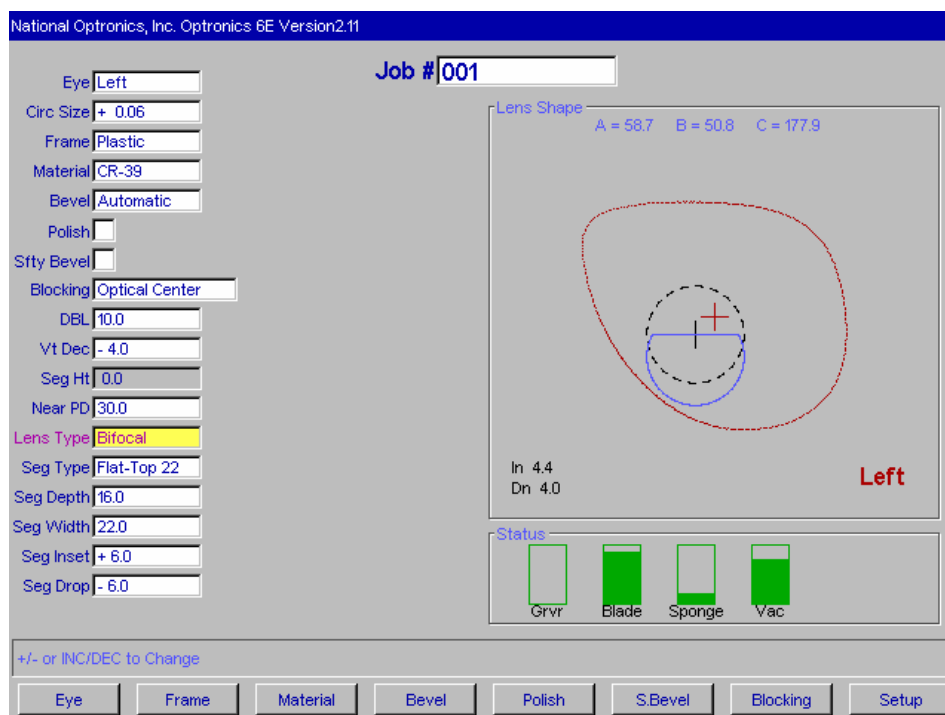 National Optronics, Inc. Optronics 6E Version2.11
Job # 001
Eye Left
Circ Size + 0.06
Frame Plastic
Material CR-39
Bevel Automatic
Polish
Sfty Bevel
Blocking Optical Center
DBL 10.0
Vt Dec - 4.0
Seg Ht 0.0
Near PD 30.0
Lens Type Bifocal
Seg Type Flat-Top 22
Seg Depth 16.0
Seg Width 22.0
Seg Inset + 6.0
Seg Drop - 6.0
Lens Shape
A = 58.7 B = 50.8 C = 177.9
In 4.4
Dn 4.0
Left
Status
Grvr Blade Sponge Vac
+/- or INC/DEC to Change
Eye Frame Material Bevel Polish S.Bevel Blocking Setup